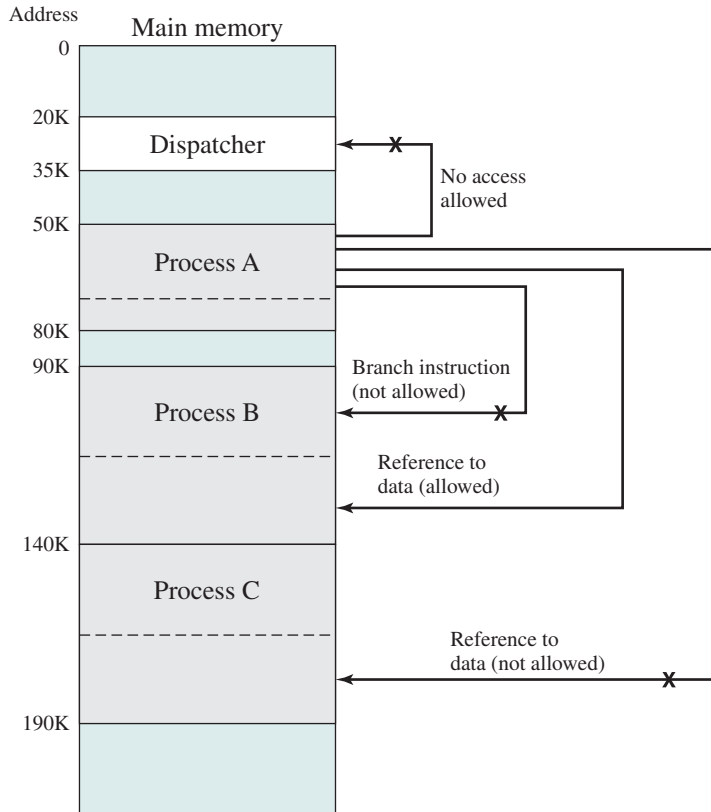 Address
Main memory
0
20K
Dispatcher
35K
No access
allowed
50K
Process A
80K
90K
Branch instruction
(not allowed)
Process B
Reference to
data (allowed)
140K
Process C
Reference to
data (not allowed)
190K